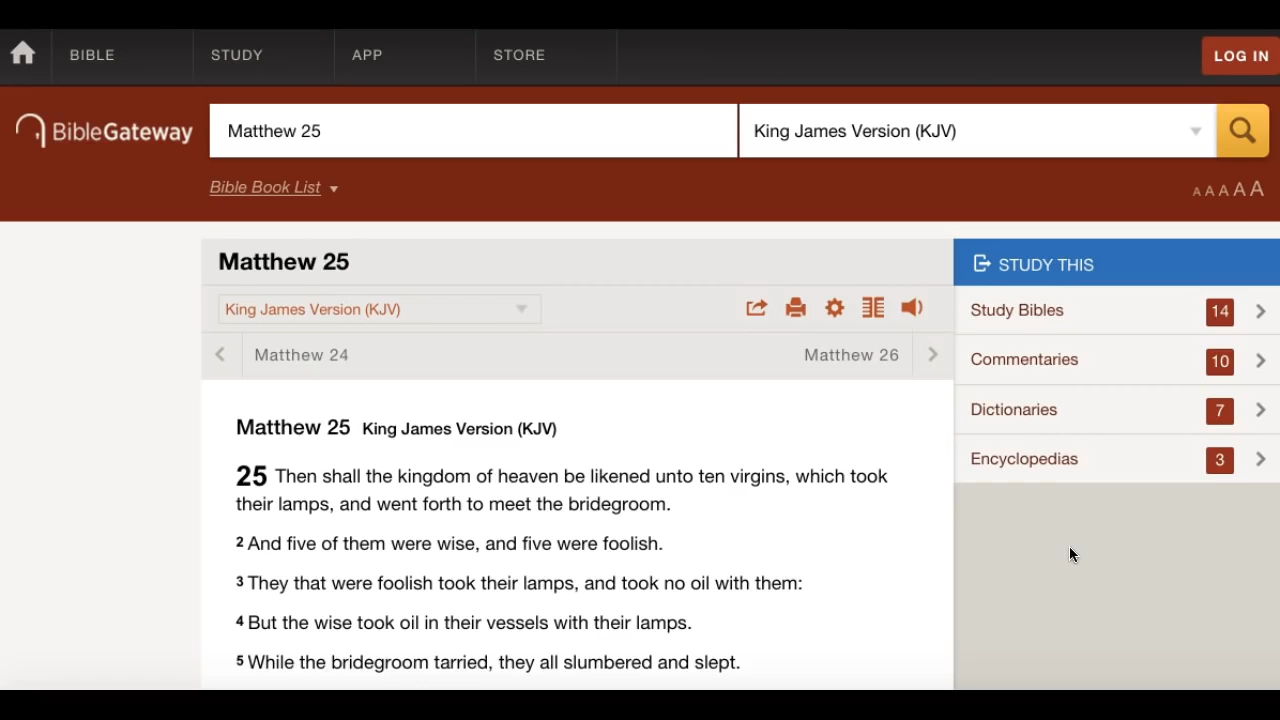 BIBLE STUDY APP STORE LOG IN
BibleGateway Matthew 25 King James Version (KJV)
Bible Book List A A A A A
Matthew 25
STUDY THIS
King James Version (KJV)
Study Bibles 14
Matthew 24 Matthew 26
Commentaries 10
Dictionaries 7
Encyclopedias 3
Matthew 25 King James Version (KJV)
25 Then shall the kingdom of heaven be likened unto ten virgins, which took
their lamps, and went forth to meet the bridegroom.
2 And five of them were wise, and five were foolish.
3 They that were foolish took their lamps, and took no oil with them:
4 But the wise took oil in their vessels with their lamps.
5 While the bridegroom tarried, they all slumbered and slept.